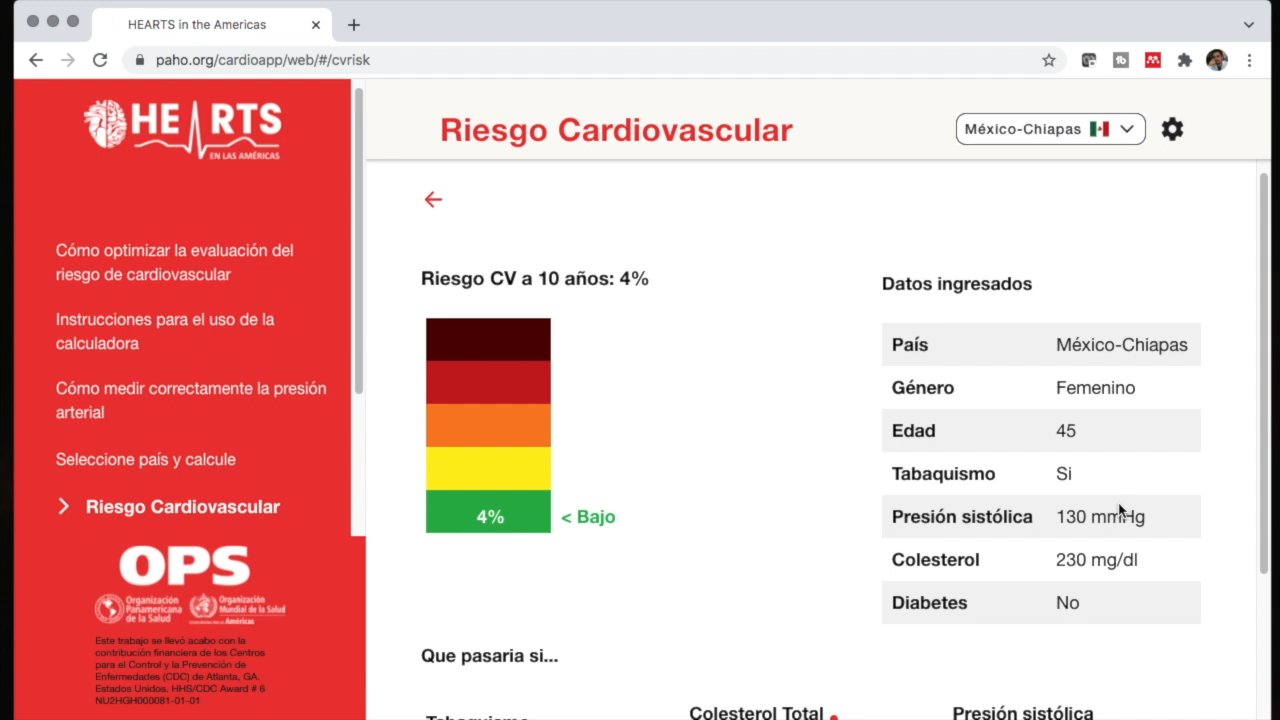 HEARTS in the Americas
paho.org/cardioapp/web/#/cvrisk
HEARTS
EN LAS AMÉRICAS
Cómo optimizar la evaluación del
riesgo de cardiovascular
Instrucciones para el uso de la
calculadora
Cómo medir correctamente la presión
arterial
Seleccione país y calcule
Riesgo Cardiovascular
OPS
Organización
Panamericana
de la Salud
Organización
Mundial de la Salud
Américas
Este trabajo se llevó acabo con la
contribución financiera de los Centros
para el Control y la Prevención de
Enfermedades (CDC) de Atlanta, GA.
Estados Unidos. HHS/CDC Award # 6
NU2HGH000081-01-01
Riesgo Cardiovascular
México-Chiapas
Riesgo CV a 10 años: 4%
4% < Bajo
Datos ingresados
País México-Chiapas
Género Femenino
Edad 45
Tabaquismo Si
Presión sistólica 130 mmHg
Colesterol 230 mg/dl
Diabetes No
Que pasaria si...
Tabaquismo
Colesterol Total
Presión sistólica